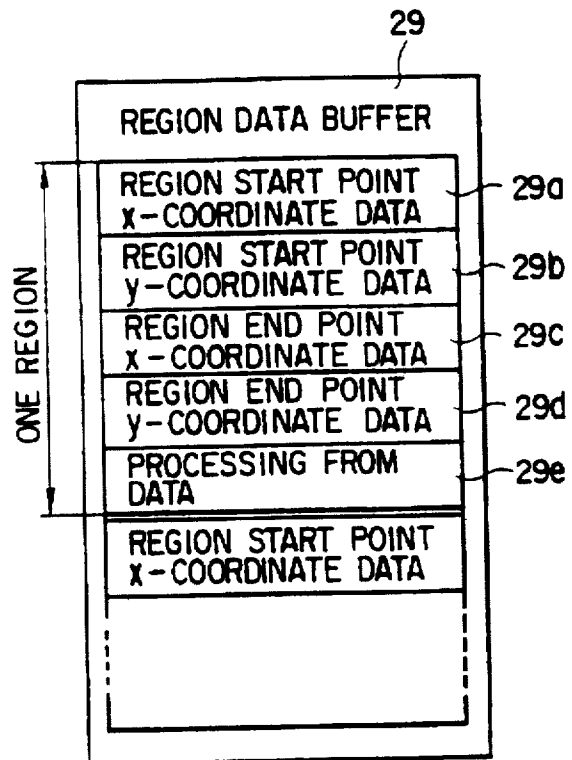 29
REGION DATA BUFFER
ONE REGION
REGION START POINT
x-COORDINATE DATA
29a
REGION START POINT
y-COORDINATE DATA
29b
REGION END POINT
x-COORDINATE DATA
29c
REGION END POINT
y-COORDINATE DATA
29d
PROCESSING FROM
DATA
29e
REGION START POINT
x-COORDINATE DATA